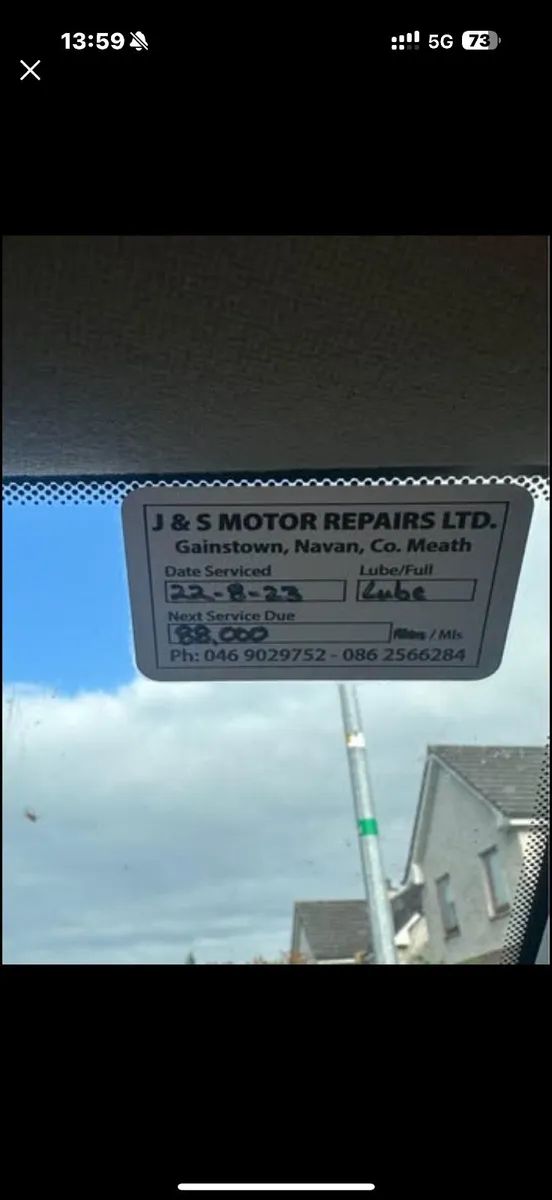 13:59
5G 73
J & S MOTOR REPAIRS LTD.
Gainstown, Navan, Co. Meath
Date Serviced Lube/Full
22-8-23 Lube
Next Service Due
88,000 / Mls
Ph: 046 9029752 - 086 2566284